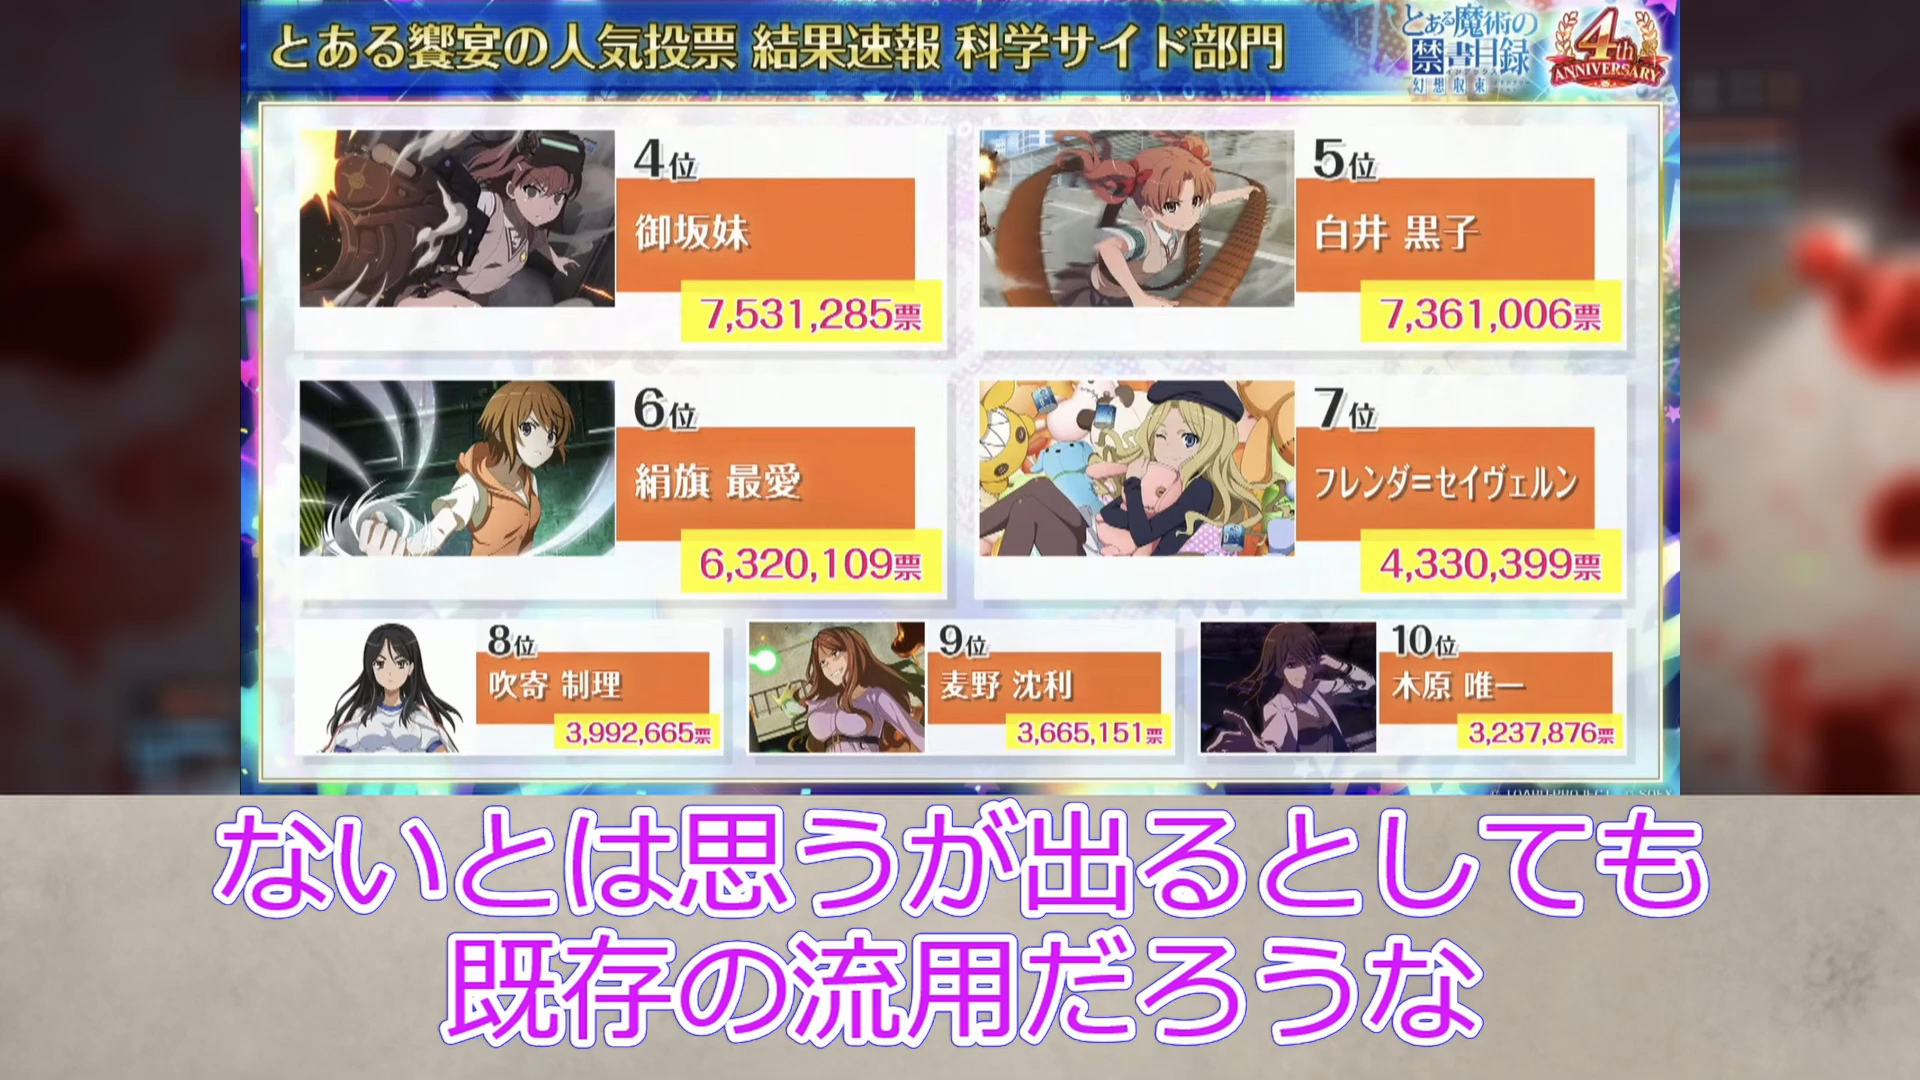 とある饗宴の人気投票 結果速報 科学サイド部門
とある魔術の
禁書目録
幻想収束
4th
ANNIVERSARY
4位
御坂妹
7,531,285票
5位
白井 黒子
7,361,006票
6位
絹旗 最愛
6,320,109票
7位
フレンダ=セイヴェルン
4,330,399票
8位
吹寄 制理
3,992,665票
9位
麦野 沈利
3,665,151票
10位
木原 唯一
3,237,876票
ないとは思うが出るとしても
既存の流用だろうな